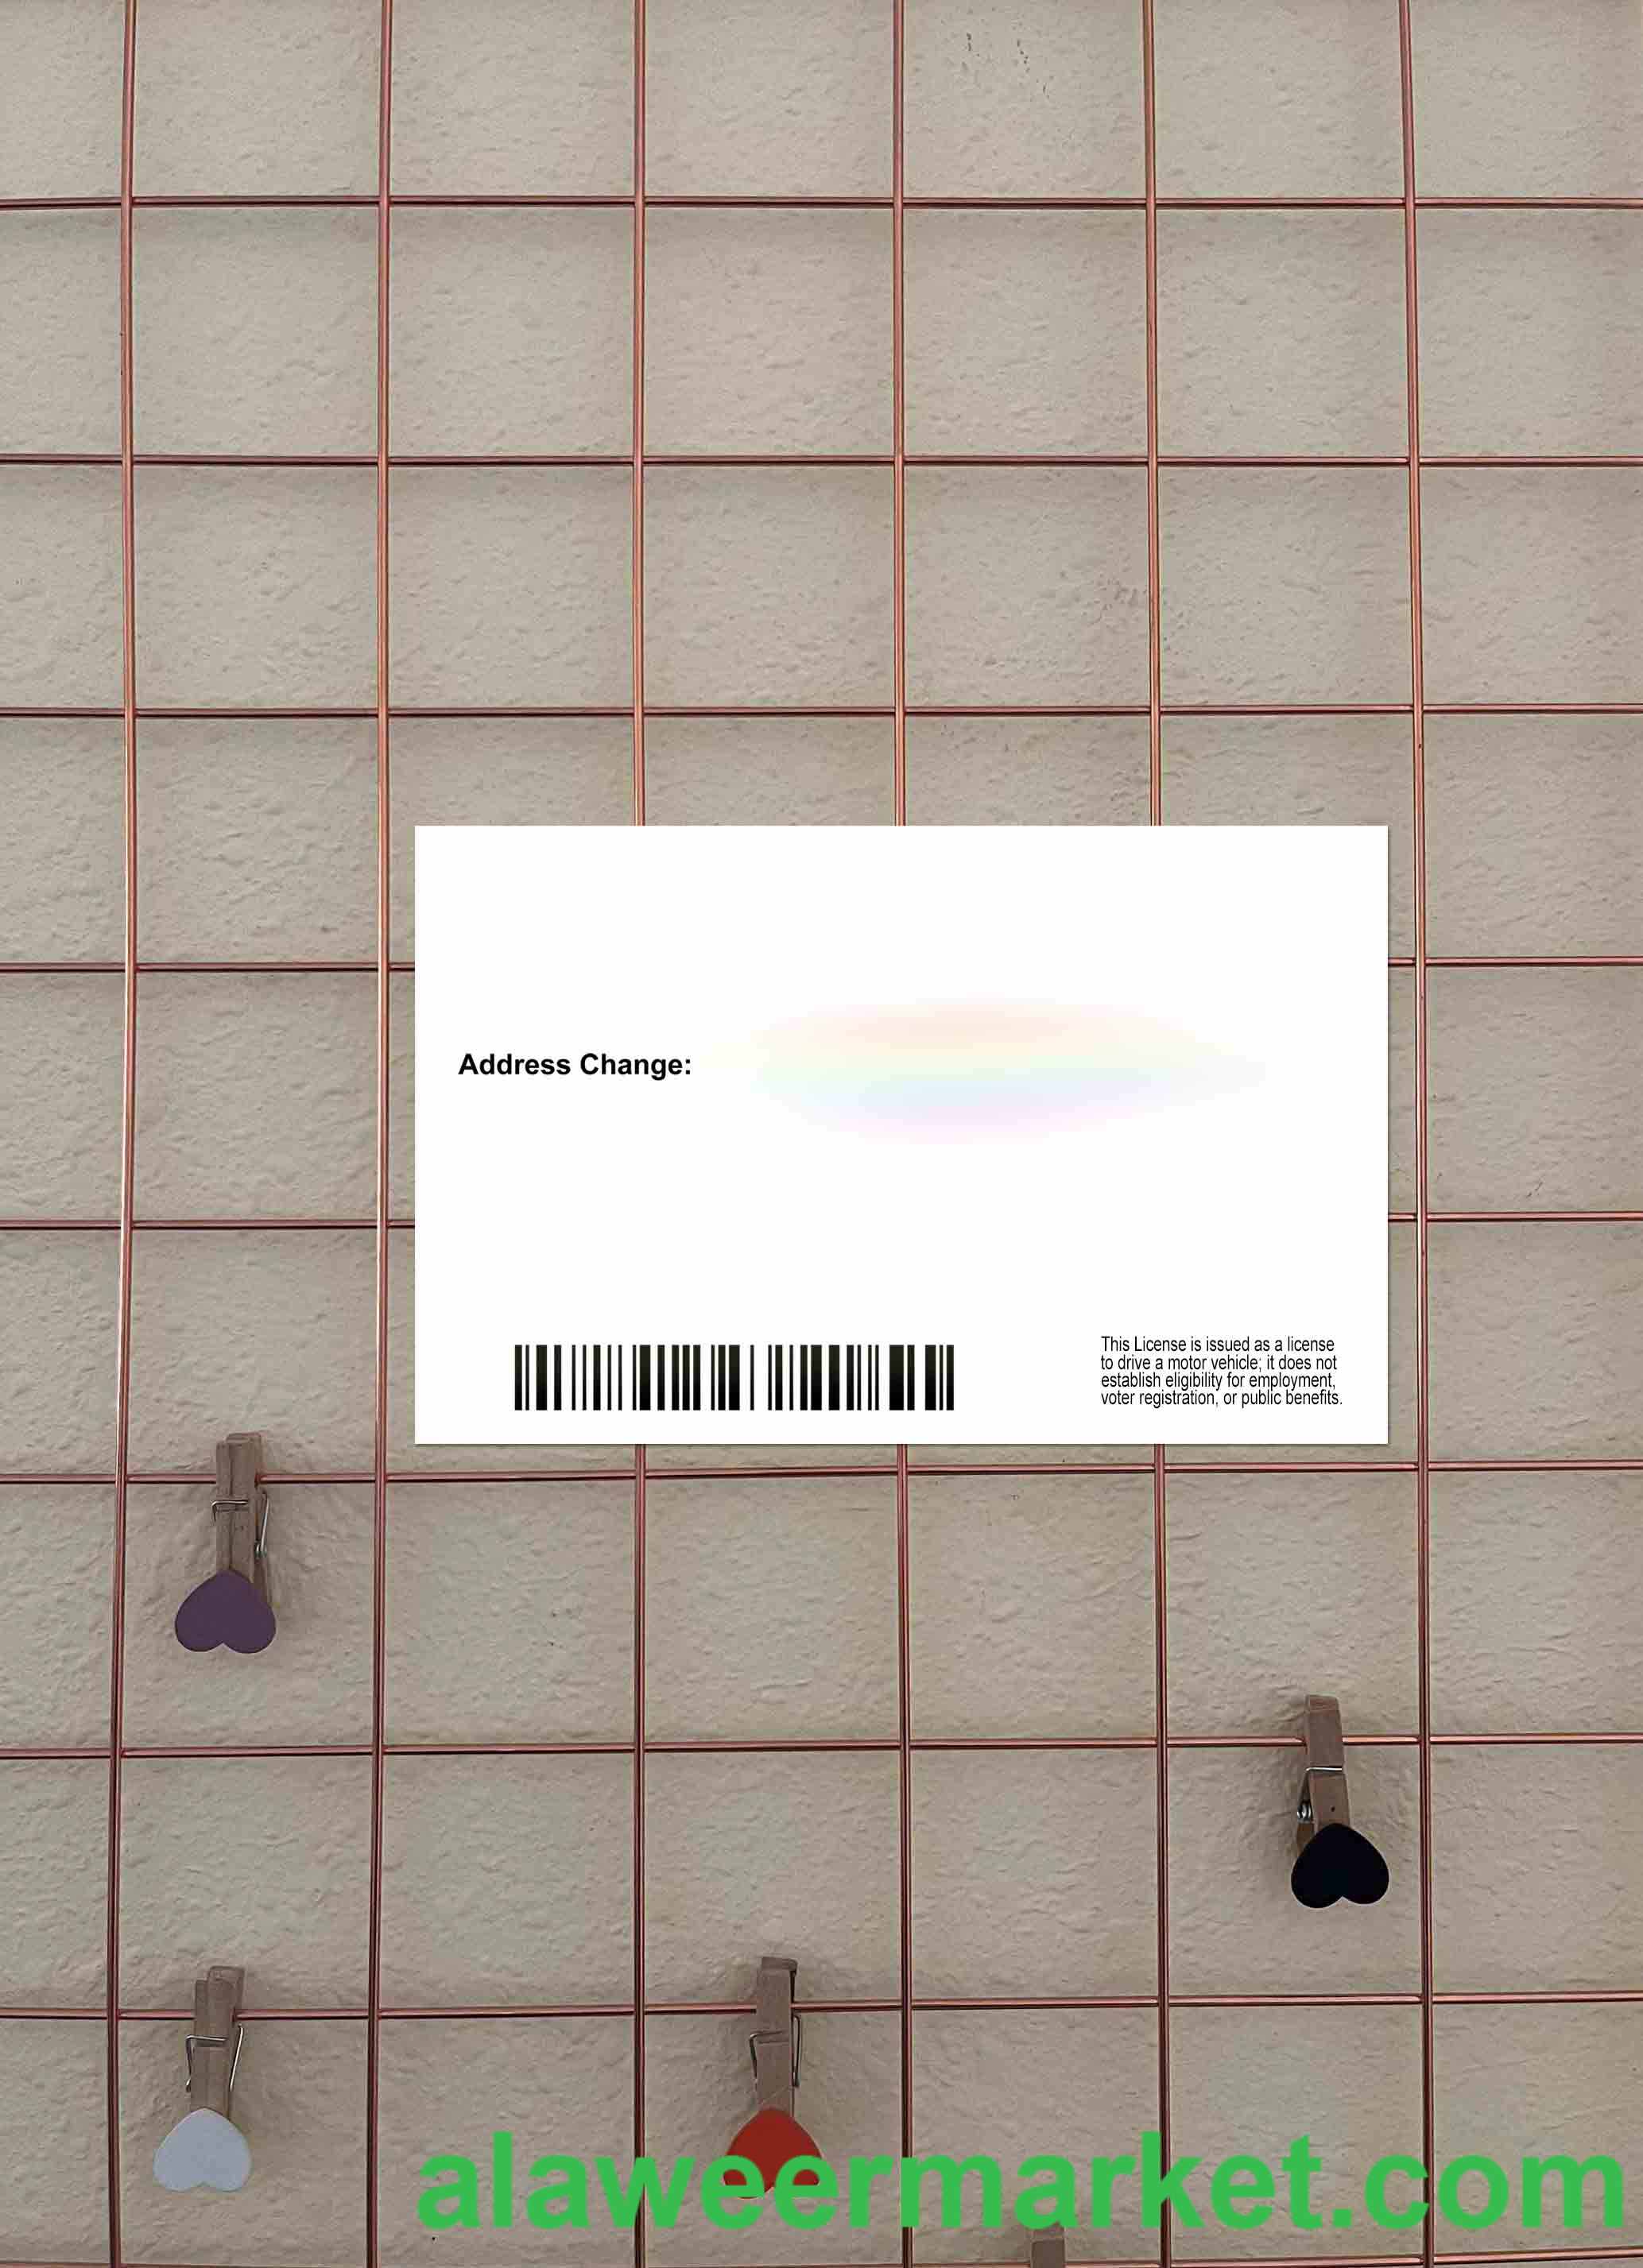 Address Change:
This License is issued as a license
to drive a motor vehicle; it does not
establish eligibility for employment,
voter registration, or public benefits.
alaweermarket.com